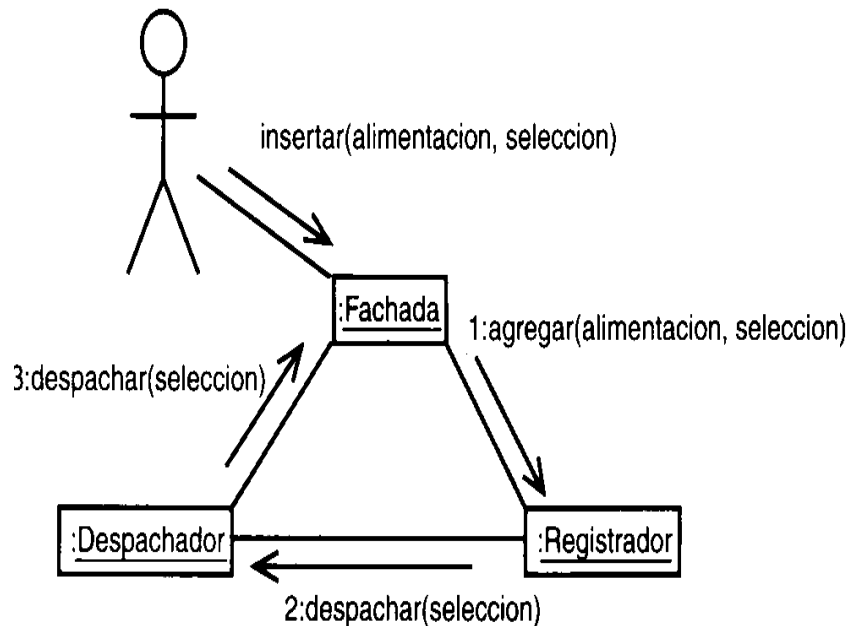 insertar(alimentacion, seleccion)
:Fachada
1:agregar(alimentacion, seleccion)
3:despachar(seleccion)
:Despachador
:Registrador
2:despachar(seleccion)